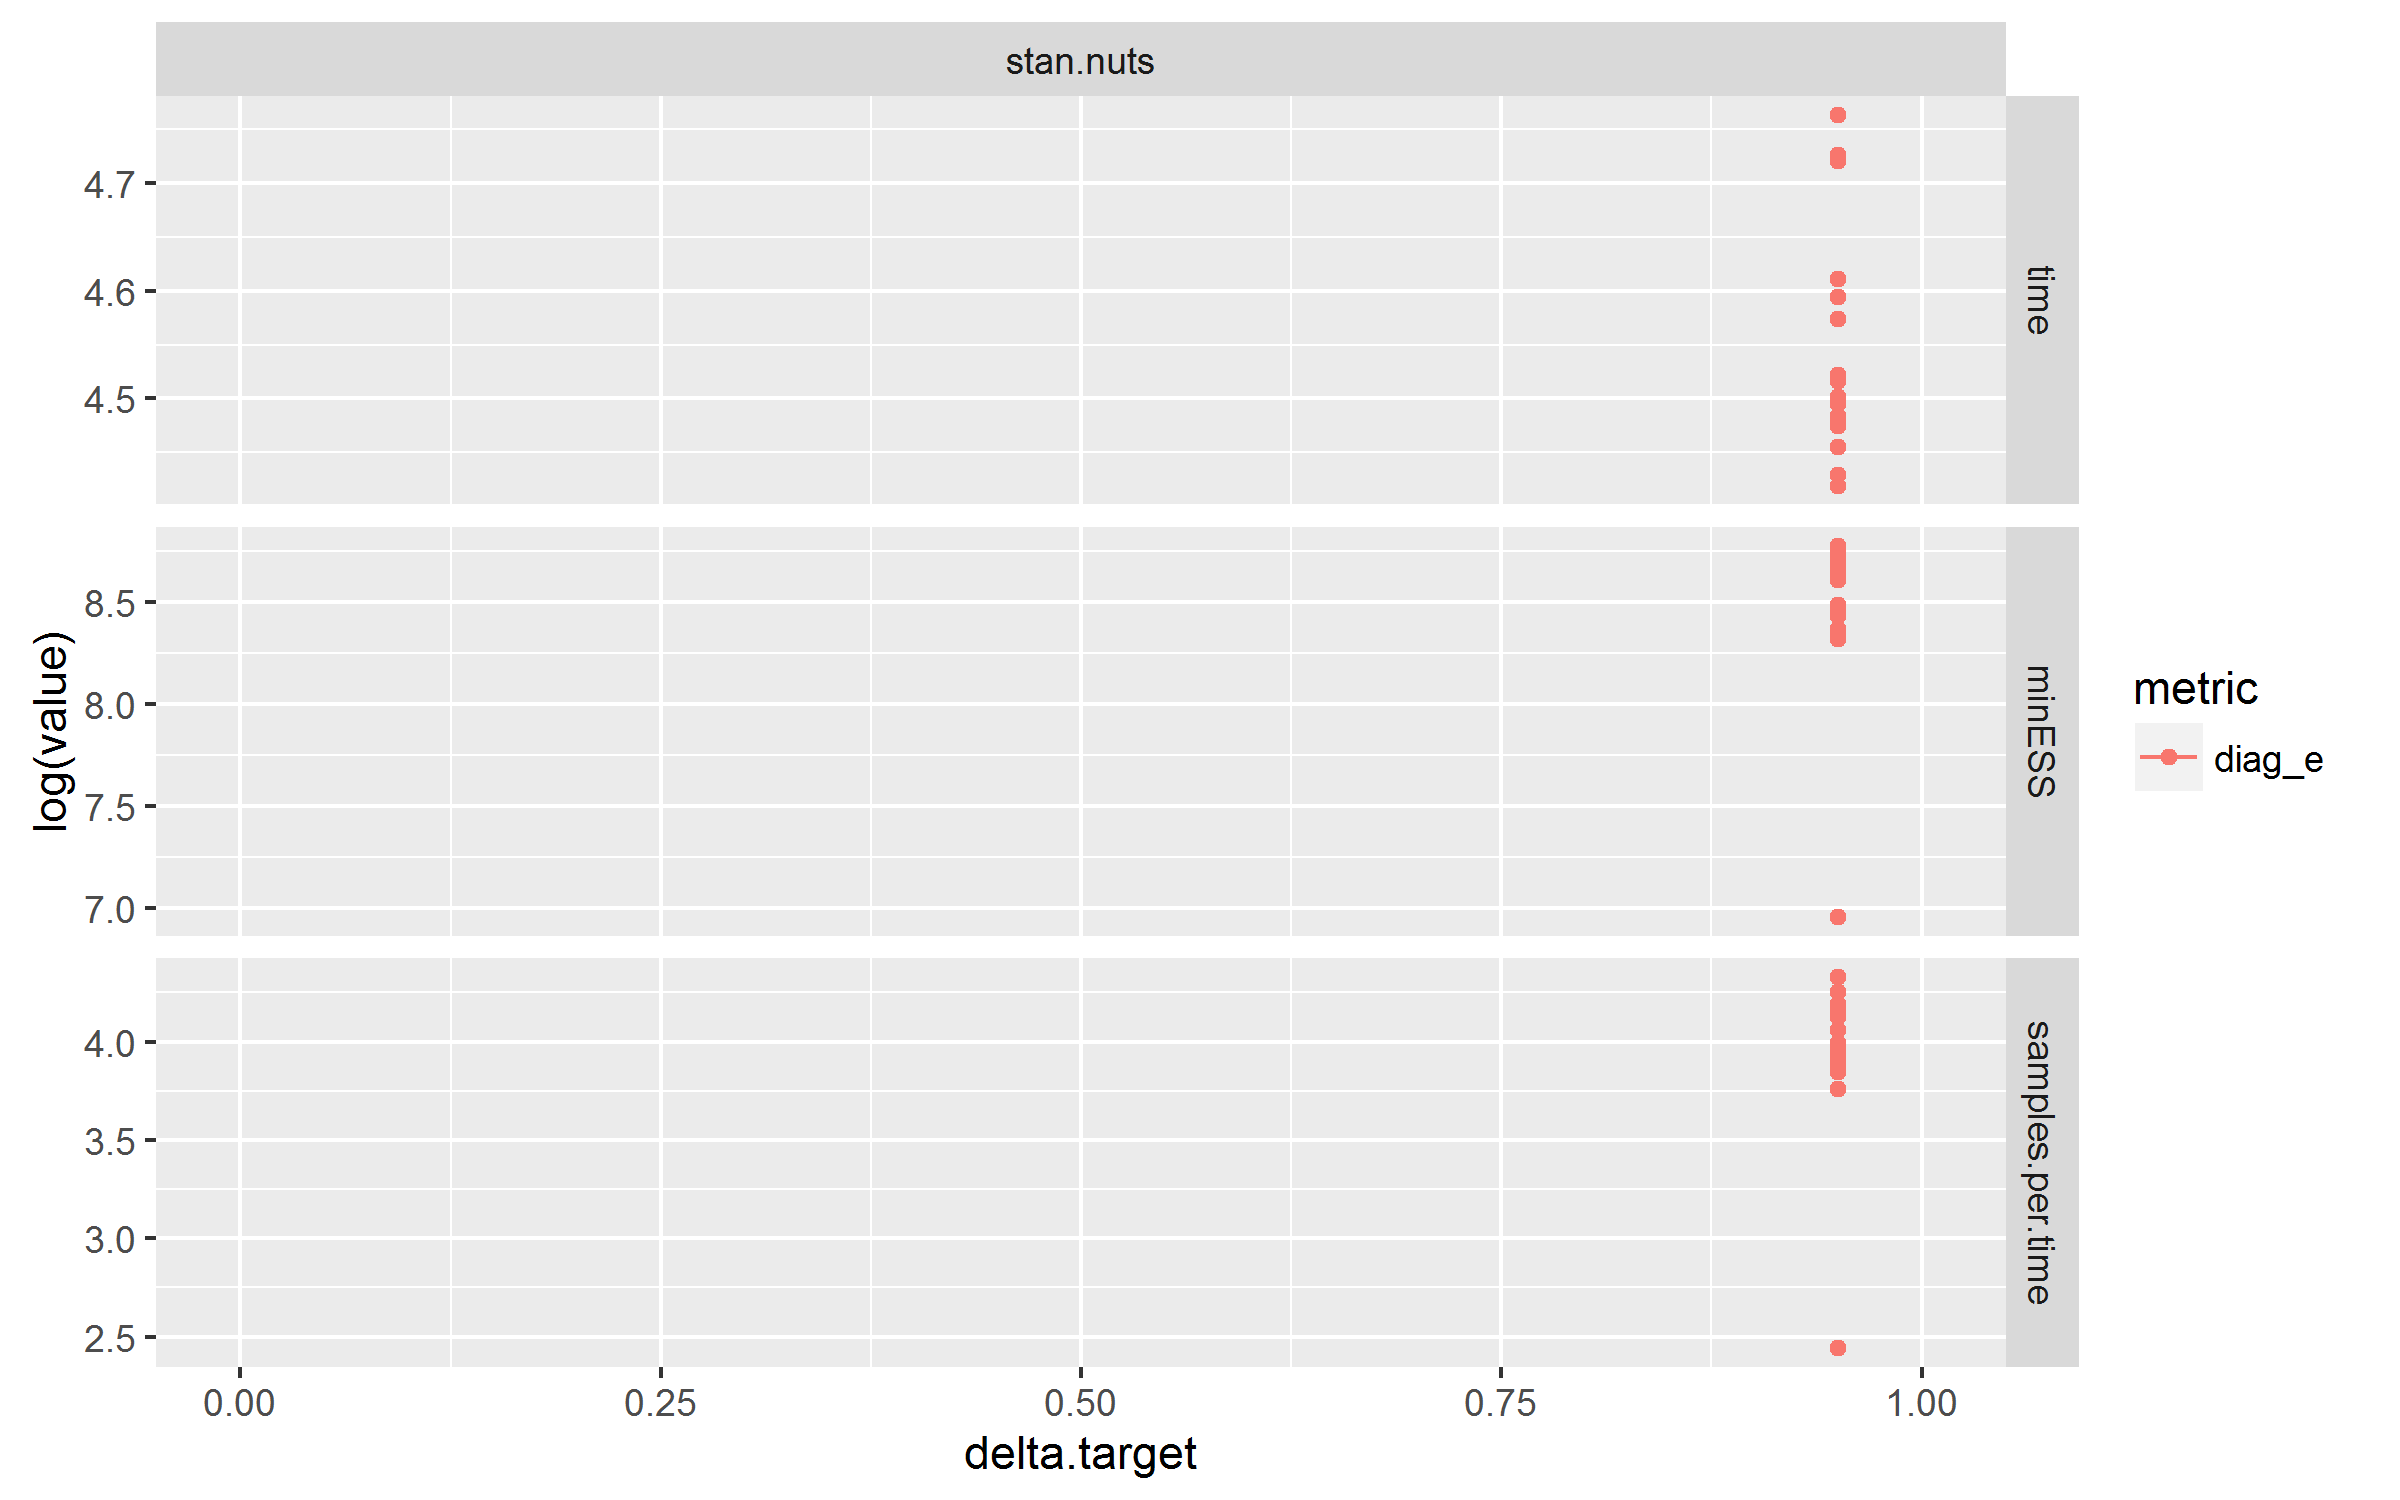 stan.nuts
4.7
4.6
4.5
time
8.5
8.0
7.5
7.0
minESS
4.0
3.5
3.0
2.5
samples.per.time
log(value)
0.00 0.25 0.50 0.75 1.00
delta.target
metric
diag_e